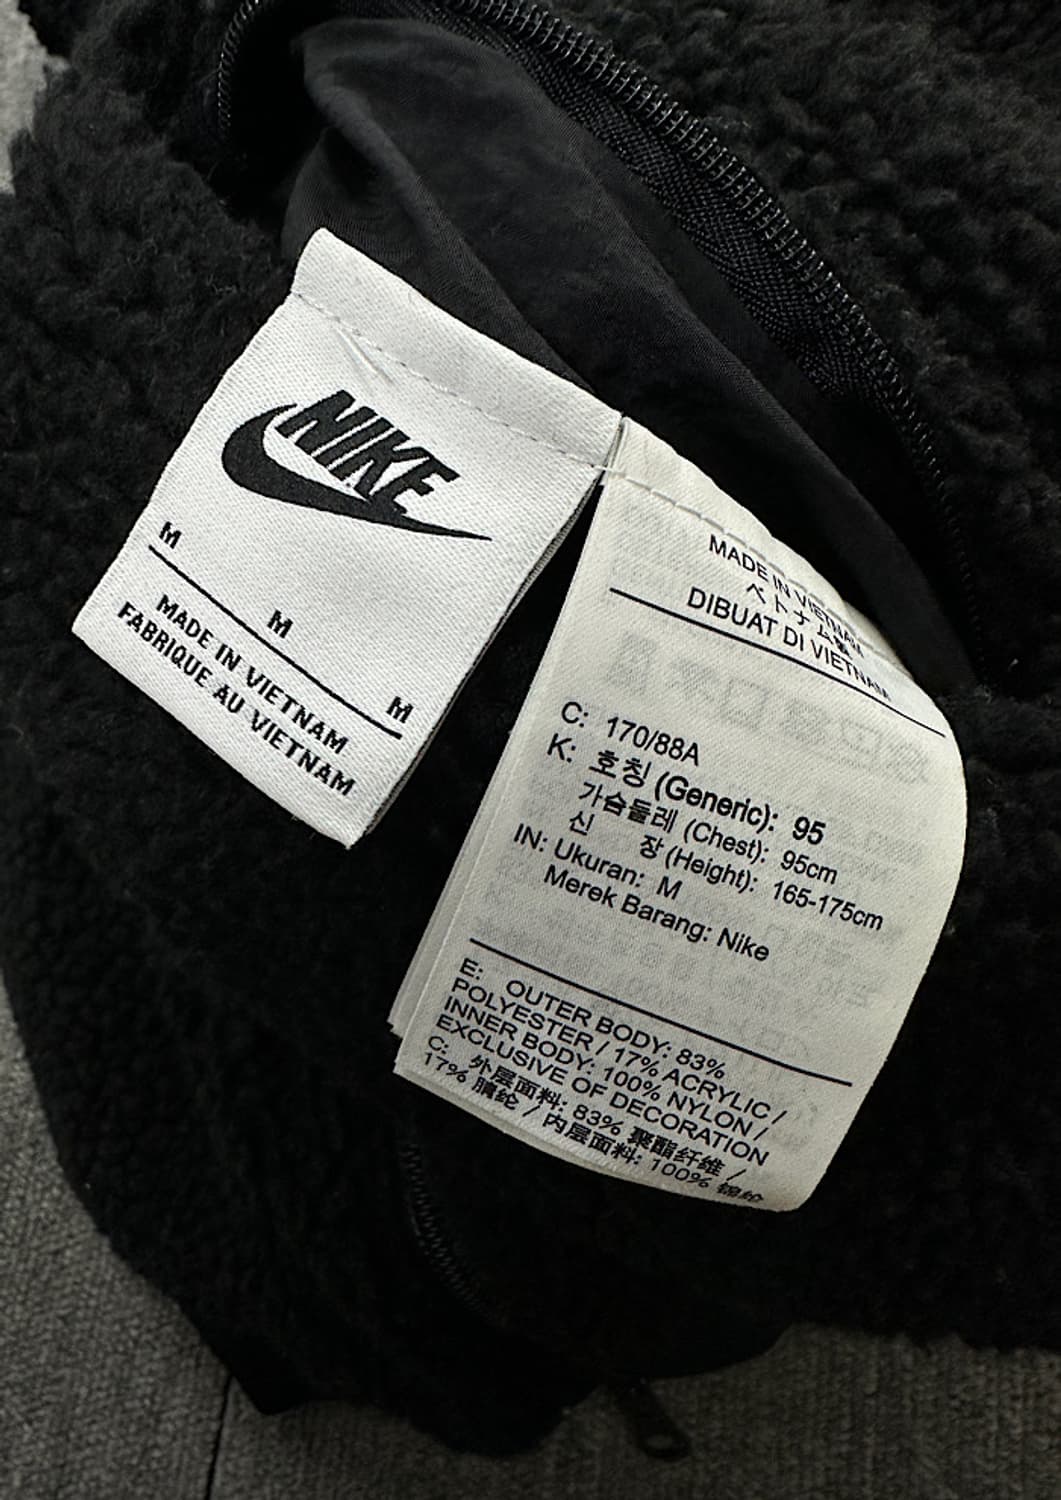 NIKE
M
M
M
MADE IN VIETNAM
FABRIQUE AU VIETNAM
MADE IN VIETNAM
ベトナム製
DIBUAT DI VIETNAM
C: 170/88A
K: 호칭 (Generic): 95
가슴둘레 (Chest): 95cm
신 장 (Height): 165-175cm
IN: Ukuran: M
Merek Barang: Nike
E: OUTER BODY: 83%
POLYESTER / 17% ACRYLIC /
INNER BODY: 100% NYLON /
EXCLUSIVE OF DECORATION
C: 外层面料: 83% 聚酯纤维 /
17% 腈纶 / 内层面料: 100% 锦纶